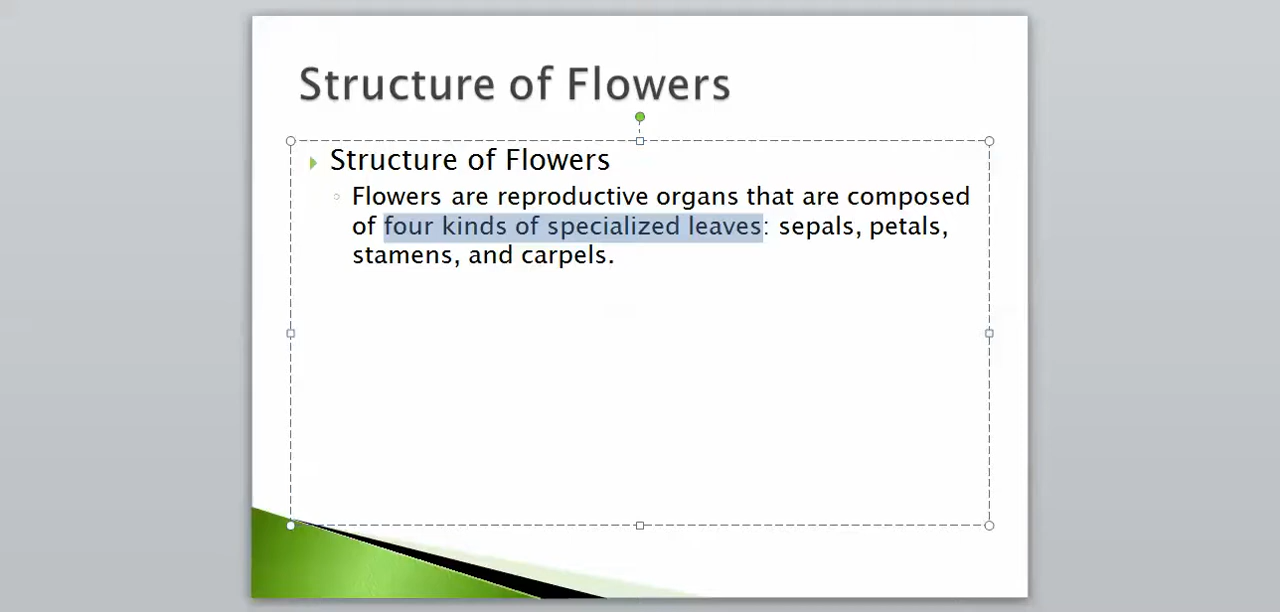 Structure of Flowers
Structure of Flowers
Flowers are reproductive organs that are composed
of four kinds of specialized leaves: sepals, petals,
stamens, and carpels.